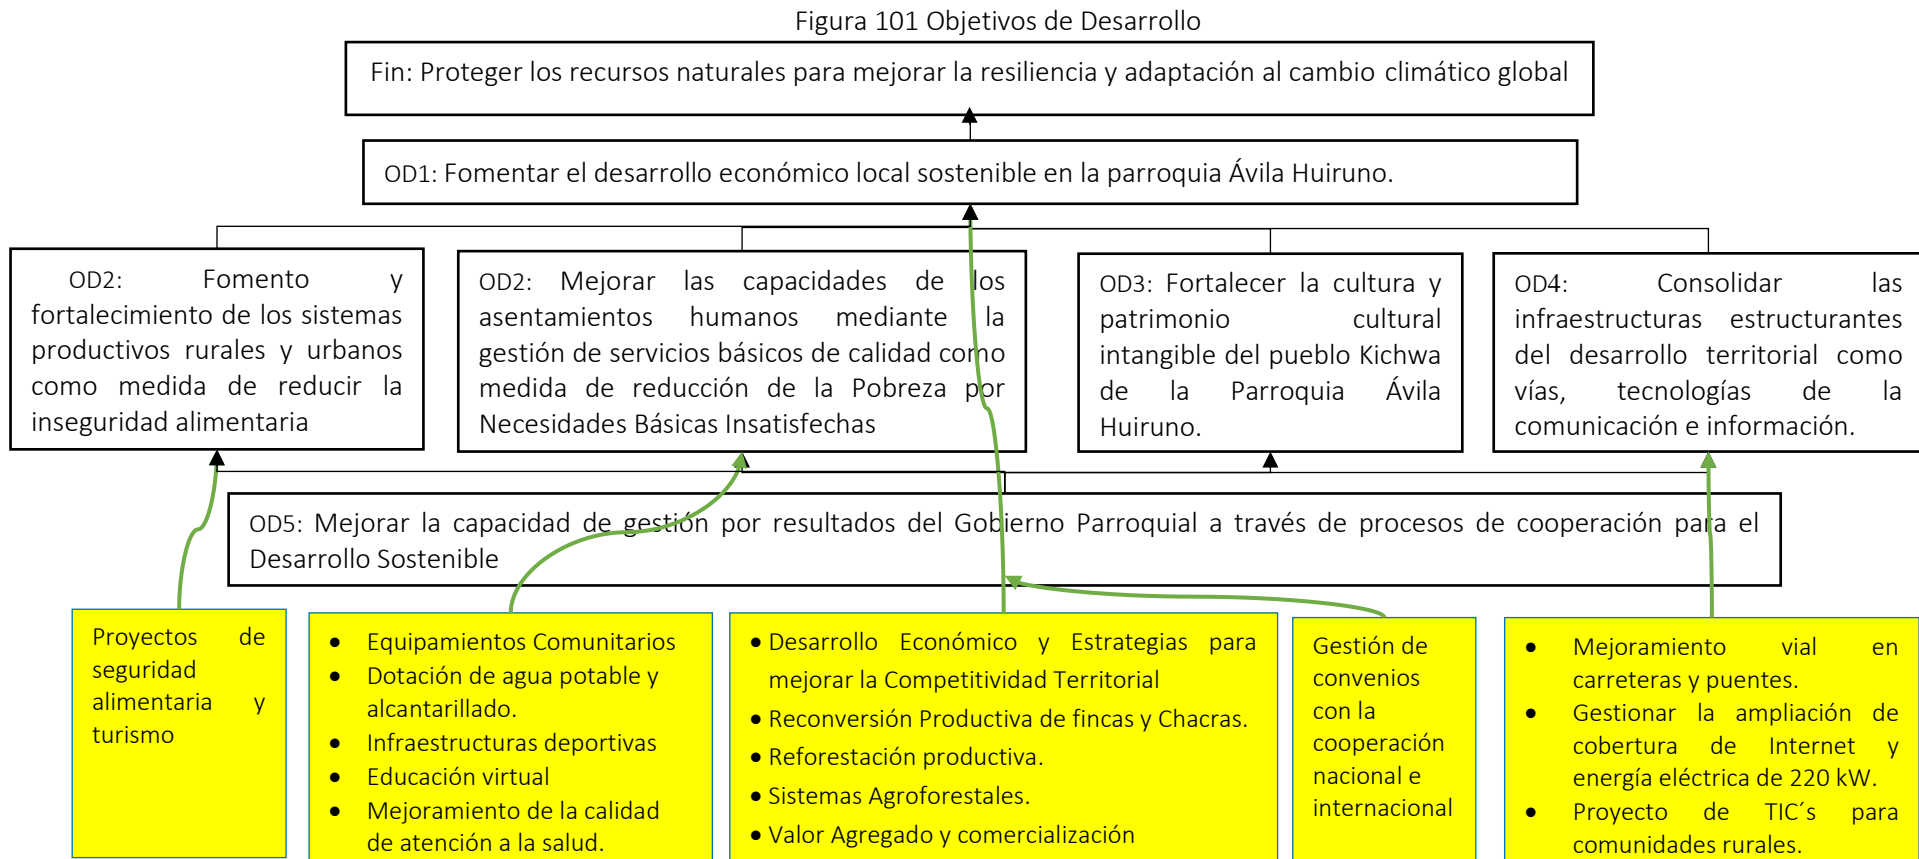 Figura 101 Objetivos de Desarrollo
Fin: Proteger los recursos naturales para mejorar la resiliencia y adaptación al cambio climático global
OD1: Fomentar el desarrollo económico local sostenible en la parroquia Ávila Huiruno.
OD2: Fomento y
fortalecimiento de los sistemas
productivos rurales y urbanos
como medida de reducir la
inseguridad alimentaria
OD2: Mejorar las capacidades de los
asentamientos humanos mediante la
gestión de servicios básicos de calidad como
medida de reducción de la Pobreza por
Necesidades Básicas Insatisfechas
OD3: Fortalecer la cultura y
patrimonio cultural
intangible del pueblo Kichwa
de la Parroquia Ávila
Huiruno.
OD4: Consolidar las
infraestructuras estructurantes
del desarrollo territorial como
vías, tecnologías de la
comunicación e información.
OD5: Mejorar la capacidad de gestión por resultados del Gobierno Parroquial a través de procesos de cooperación para el
Desarrollo Sostenible
Proyectos de
seguridad
alimentaria y
turismo
• Equipamientos Comunitarios
• Dotación de agua potable y
alcantarillado.
• Infraestructuras deportivas
• Educación virtual
• Mejoramiento de la calidad
de atención a la salud.
• Desarrollo Económico y Estrategias para
mejorar la Competitividad Territorial
• Reconversión Productiva de fincas y Chacras.
• Reforestación productiva.
• Sistemas Agroforestales.
• Valor Agregado y comercialización
Gestión de
convenios
con la
cooperación
nacional e
internacional
• Mejoramiento vial en
carreteras y puentes.
• Gestionar la ampliación de
cobertura de Internet y
energía eléctrica de 220 kW.
• Proyecto de TIC´s para
comunidades rurales.